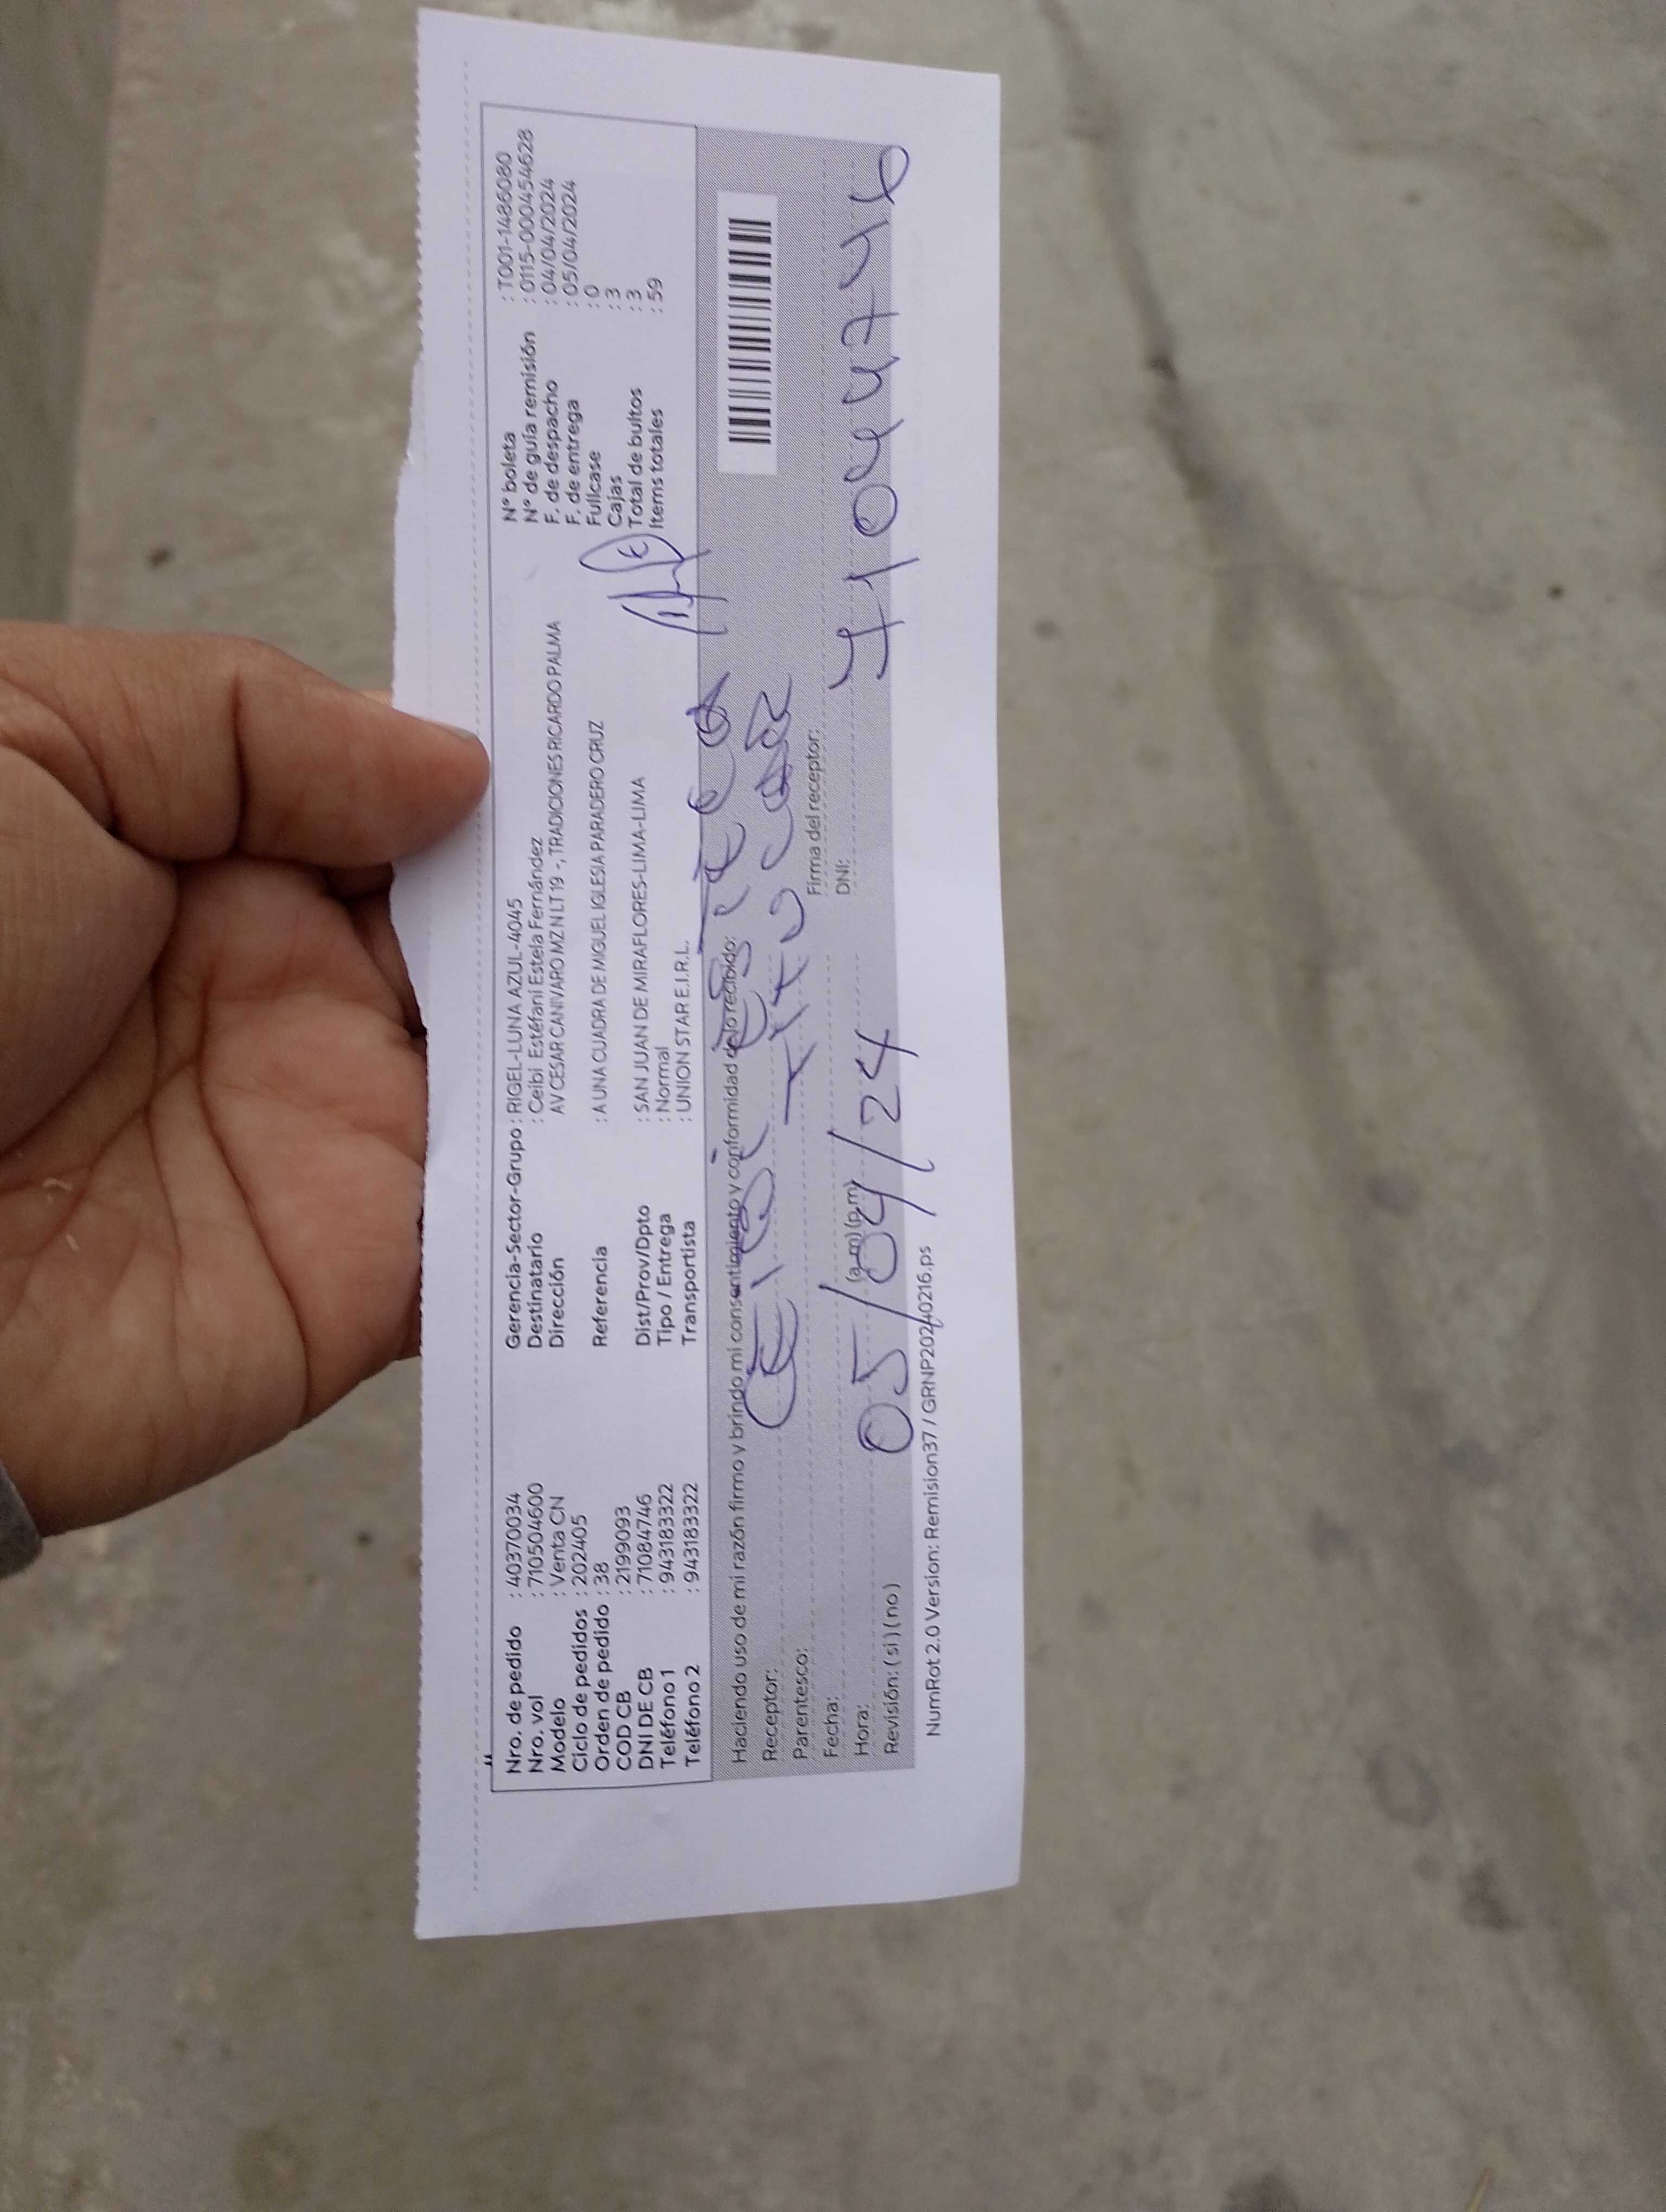 Nro. de pedido : 40370034
Nro. vol : 710504600
Modelo : Venta CN
Ciclo de pedidos : 202405
Orden de pedido : 38
COD CB : 2199093
DNI DE CB : 71084746
Teléfono 1 : 943183322
Teléfono 2 : 943183322
Gerencia-Sector-Grupo : RIGEL-LUNA AZUL-4045
Destinatario : Ceibi Estéfani Estela Fernández
Dirección AV CESAR CANIVARO MZ N LT 19 -, TRADICIONES RICARDO PALMA
Referencia : A UNA CUADRA DE MIGUEL IGLESIA PARADERO CRUZ
Dist/Prov/Dpto : SAN JUAN DE MIRAFLORES-LIMA-LIMA
Tipo / Entrega : Normal
Transportista : UNION STAR E.I.R.L.
N° boleta : T001-1486080
N° de guía remisión : 0115-0004454628
F. de despacho : 04/04/2024
F. de entrega : 05/04/2024
Fullcase : 0
Cajas : 3
Total de bultos : 3
Items totales : 59
Haciendo uso de mi razón firmo y brindo mi consentimiento y conformidad de lo recibido:
Receptor:
Parentesco: TITULAR
Fecha: 05/04/24
Hora: (a-m) (p.m)
Revisión: ( si ) ( no )
Firma del receptor:
DNI:
NumRot 2.0 Version: Remision37 / GRNP20240216.ps